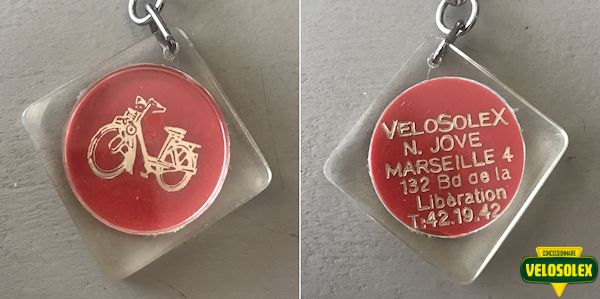 VELOSOLEX
N. JOVE
MARSEILLE 4
132 Bd de la
Libération
T:42.19.42
CONCESSIONNAIRE
VELOSOLEX